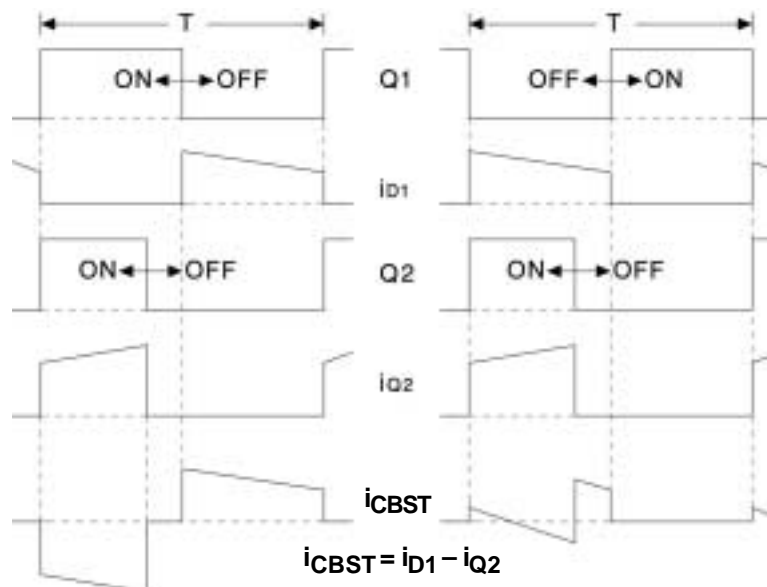 T T
ON OFF Q1 OFF ON
iD1
ON OFF Q2 ON OFF
iQ2
iCBST
iCBST = iD1 – iQ2